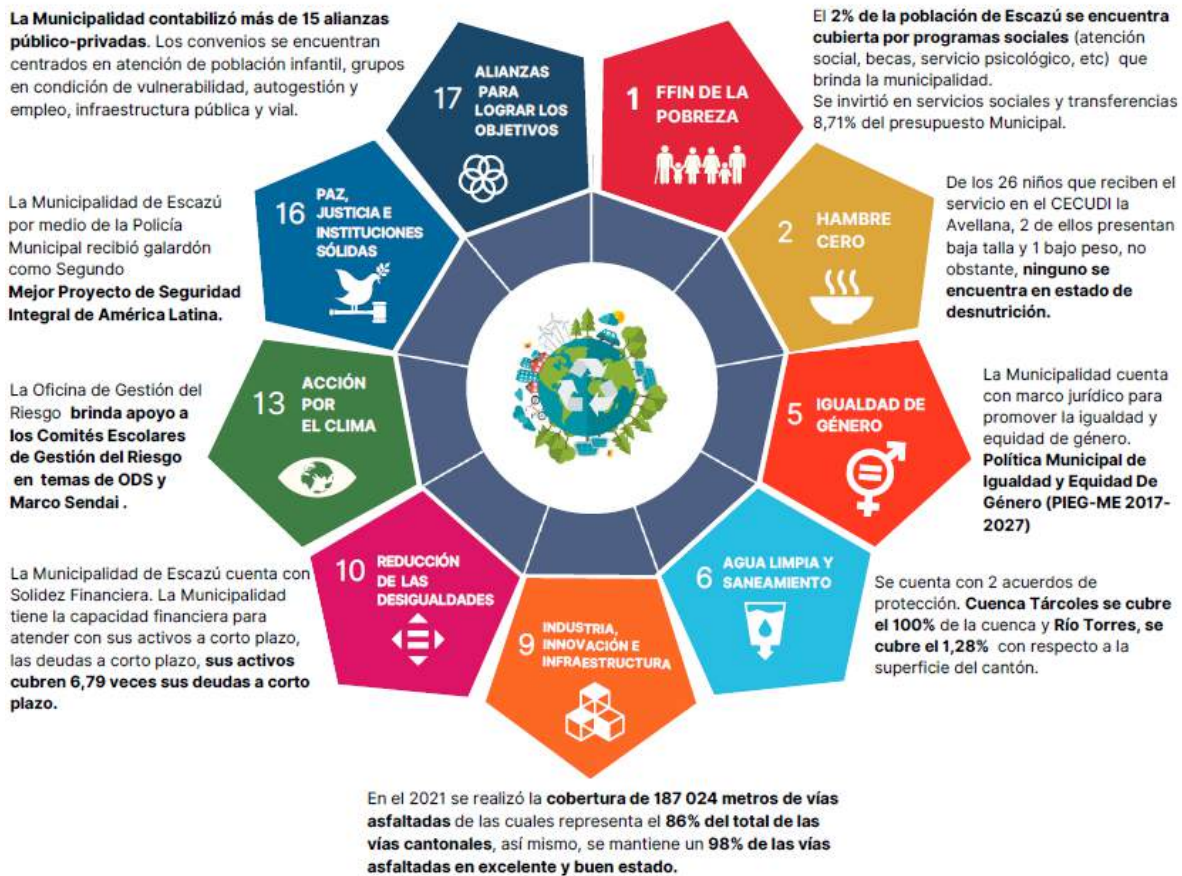 La Municipalidad contabilizó más de 15 alianzas
público-privadas. Los convenios se encuentran
centrados en atención de población infantil, grupos
en condición de vulnerabilidad, autogestión y
empleo, infraestructura pública y vial.
17
ALIANZAS
PARA
LOGRAR LOS
OBJETIVOS
1
FFIN DE LA
POBREZA
El 2% de la población de Escazú se encuentra
cubierta por programas sociales (atención
social, becas, servicio psicológico, etc) que
brinda la municipalidad.
Se invirtió en servicios sociales y transferencias
8,71% del presupuesto Municipal.
La Municipalidad de Escazú
por medio de la Policía
Municipal recibió galardón
como Segundo
Mejor Proyecto de Seguridad
Integral de América Latina.
16
PAZ,
JUSTICIA E
INSTITUCIONES
SÓLIDAS
2
HAMBRE
CERO
De los 26 niños que reciben el
servicio en el CECUDI la
Avellana, 2 de ellos presentan
baja talla y 1 bajo peso, no
obstante, ninguno se
encuentra en estado de
desnutrición.
La Oficina de Gestión del
Riesgo brinda apoyo a
los Comités Escolares
de Gestión del Riesgo
en temas de ODS y
Marco Sendai .
13
ACCIÓN
POR
EL CLIMA
5
IGUALDAD DE
GÉNERO
La Municipalidad cuenta
con marco jurídico para
promover la igualdad y
equidad de género.
Política Municipal de
Igualdad y Equidad De
Género (PIEG-ME 2017-
2027)
La Municipalidad de Escazú cuenta con
Solidez Financiera. La Municipalidad
tiene la capacidad financiera para
atender con sus activos a corto plazo,
las deudas a corto plazo, sus activos
cubren 6,79 veces sus deudas a corto
plazo.
10
REDUCCIÓN
DE LAS
DESIGUALDADES
9
INDUSTRIA,
INNOVACIÓN E
INFRAESTRUCTURA
6
AGUA LIMPIA Y
SANEAMIENTO
Se cuenta con 2 acuerdos de
protección. Cuenca Tárcoles se cubre
el 100% de la cuenca y Río Torres, se
cubre el 1,28% con respecto a la
superficie del cantón.
En el 2021 se realizó la cobertura de 187 024 metros de vías
asfaltadas de las cuales representa el 86% del total de las
vías cantonales, así mismo, se mantiene un 98% de las vías
asfaltadas en excelente y buen estado.